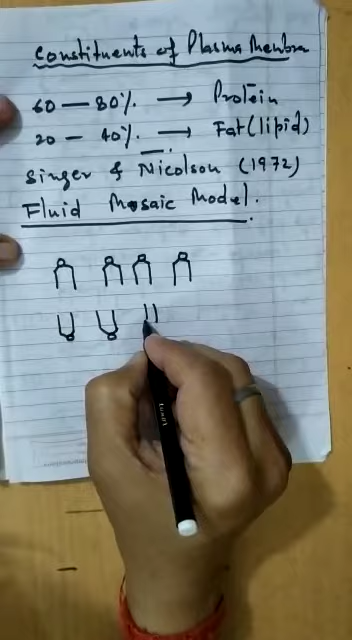 Constituents of Plasma Membra
60 — 80% → Protein
20 — 40% → Fat (lipid)
Singer & Nicolson (1972)
Fluid Mosaic Model.